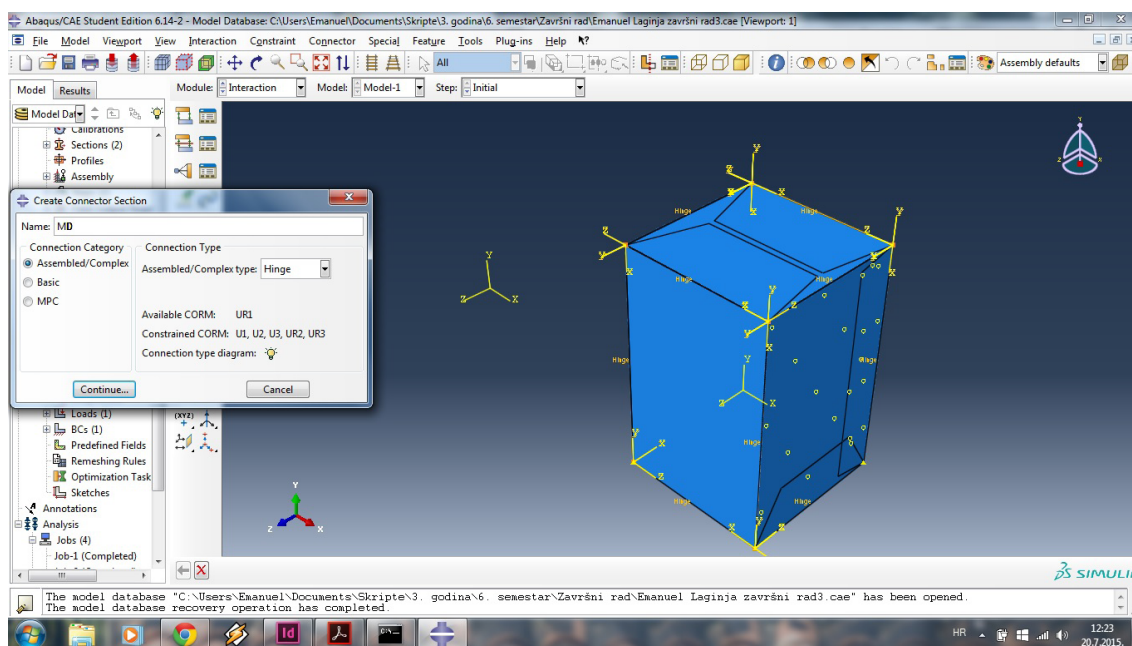 Abaqus/CAE Student Edition 6.14-2 - Model Database: C:\Users\Emanuel\Documents\Skripte\3. godina\6. semestar\Završni rad\Emanuel Laginja završni rad3.cae [Viewport: 1]
File Model Viewport View Interaction Constraint Connector Special Feature Tools Plug-ins Help
All
Assembly defaults
Model Results
Module: Interaction Model: Model-1 Step: Initial
Model
Calibrations
Sections (2)
Profiles
Assembly
Create Connector Section
Name: MD
Connection Category
Assembled/Complex
Basic
MPC
Connection Type
Assembled/Complex type: Hinge
Available CORM: UR1
Constrained CORM: U1, U2, U3, UR2, UR3
Connection type diagram:
Continue... Cancel
Loads (1)
BCs (1)
Predefined Fields
Remeshing Rules
Optimization Task
Sketches
Annotations
Analysis
Jobs (4)
Job-1 (Completed)
(XYZ)
Y
Z X
Y
Z X
Y
Z X
Hinge
Hinge
Hinge
Hinge
Hinge
Hinge
Hinge
Hinge
Hinge
SIMULI
The model database "C:\Users\Emanuel\Documents\Skripte\3. godina\6. semestar\Završni rad\Emanuel Laginja završni rad3.cae" has been opened.
The model database recovery operation has completed.
Id
HR
12:23
20.7.2015.